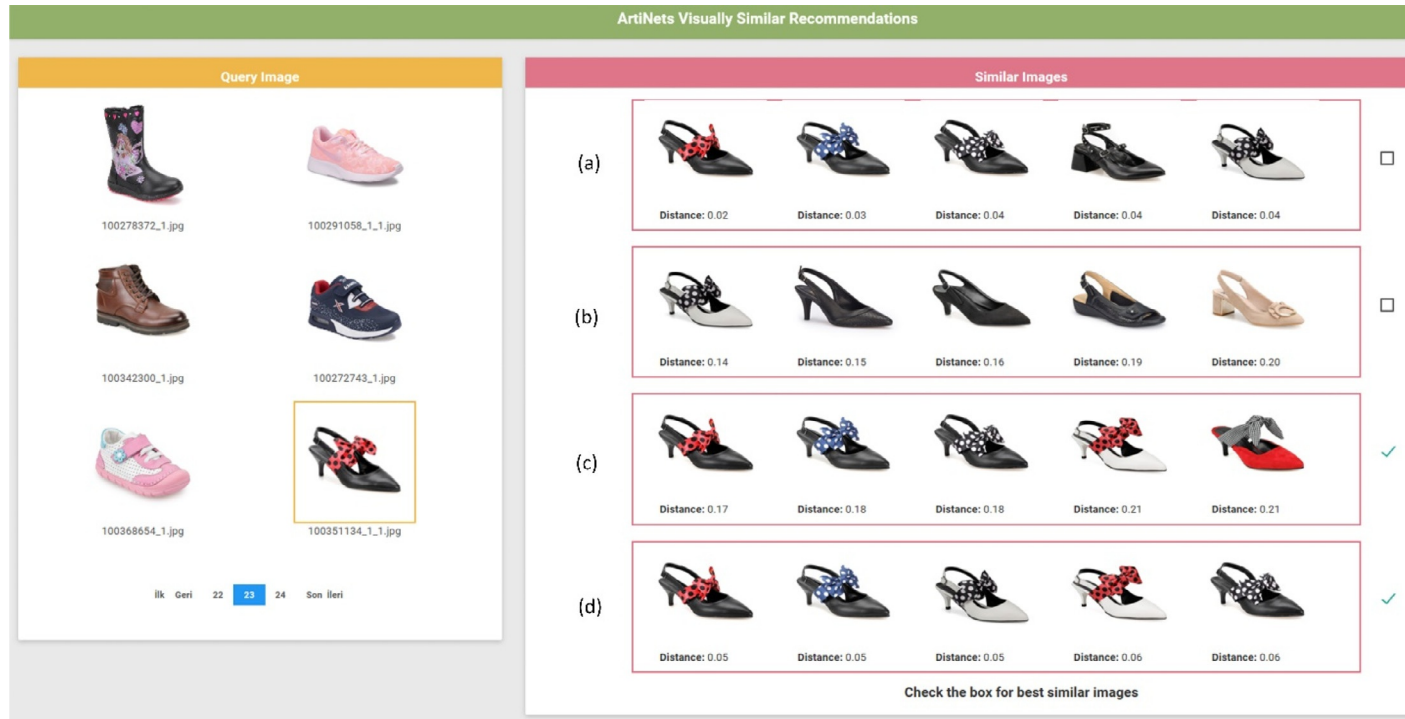 ArtiNets Visually Similar Recommendations
Query Image
100278372_1.jpg 100291058_1_1.jpg
100342300_1.jpg 100272743_1.jpg
100368654_1.jpg 100351134_1_1.jpg
İlk Geri 22 23 24 Son İleri
Similar Images
(a)
Distance: 0.02 Distance: 0.03 Distance: 0.04 Distance: 0.04 Distance: 0.04
(b)
Distance: 0.14 Distance: 0.15 Distance: 0.16 Distance: 0.19 Distance: 0.20
(c)
Distance: 0.17 Distance: 0.18 Distance: 0.18 Distance: 0.21 Distance: 0.21
(d)
Distance: 0.05 Distance: 0.05 Distance: 0.05 Distance: 0.06 Distance: 0.06
Check the box for best similar images